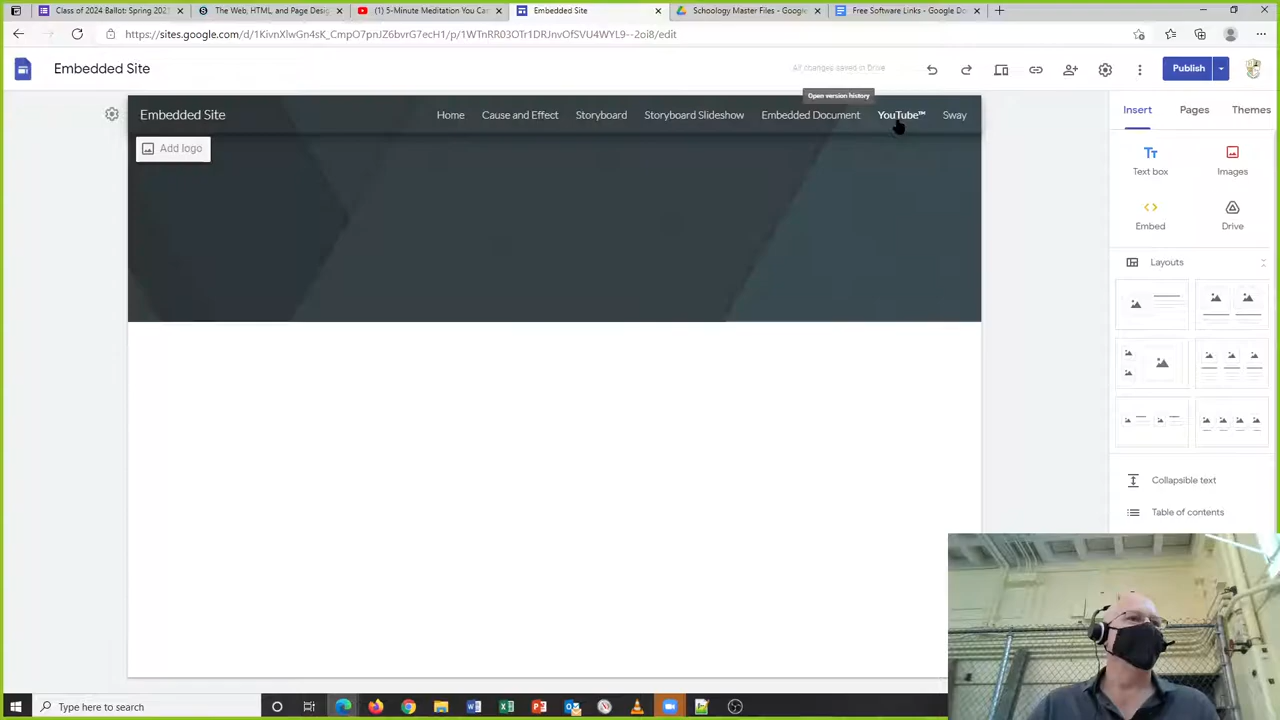 Class of 2024 Ballot: Spring 2021
The Web, HTML, and Page Desig
(1) 5-Minute Meditation You Can
Embedded Site
Schoology Master Files - Google
Free Software Links - Google Do
https://sites.google.com/d/1KivnXlwGn4sK_CmpO7pnJZ6bvrG7ecH1/p/1WTnRR03OTr1DRJnvOfSVU4WYL9--2oi8/edit
Embedded Site
All changes saved in Drive
Publish
Open version history
Embedded Site
Home
Cause and Effect
Storyboard
Storyboard Slideshow
Embedded Document
YouTube™
Sway
Add logo
Insert
Pages
Themes
Text box
Images
Embed
Drive
Layouts
Collapsible text
Table of contents
Type here to search